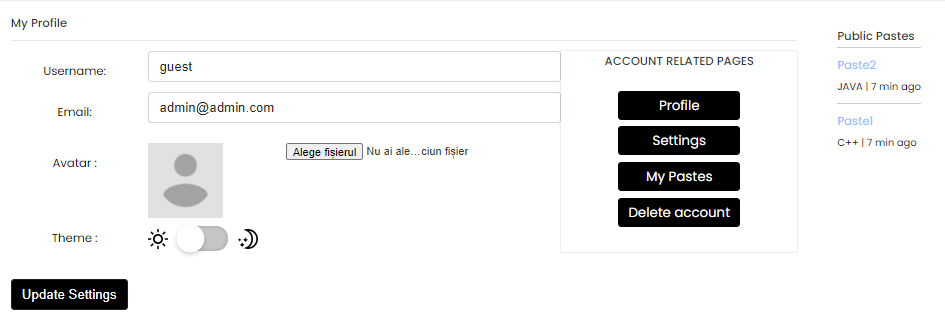 My Profile
Username:
guest
Email:
admin@admin.com
Avatar :
Alege fișierul Nu ai ale...ciun fișier
Theme :
Update Settings
ACCOUNT RELATED PAGES
Profile
Settings
My Pastes
Delete account
Public Pastes
Paste2
JAVA | 7 min ago
Paste1
C++ | 7 min ago